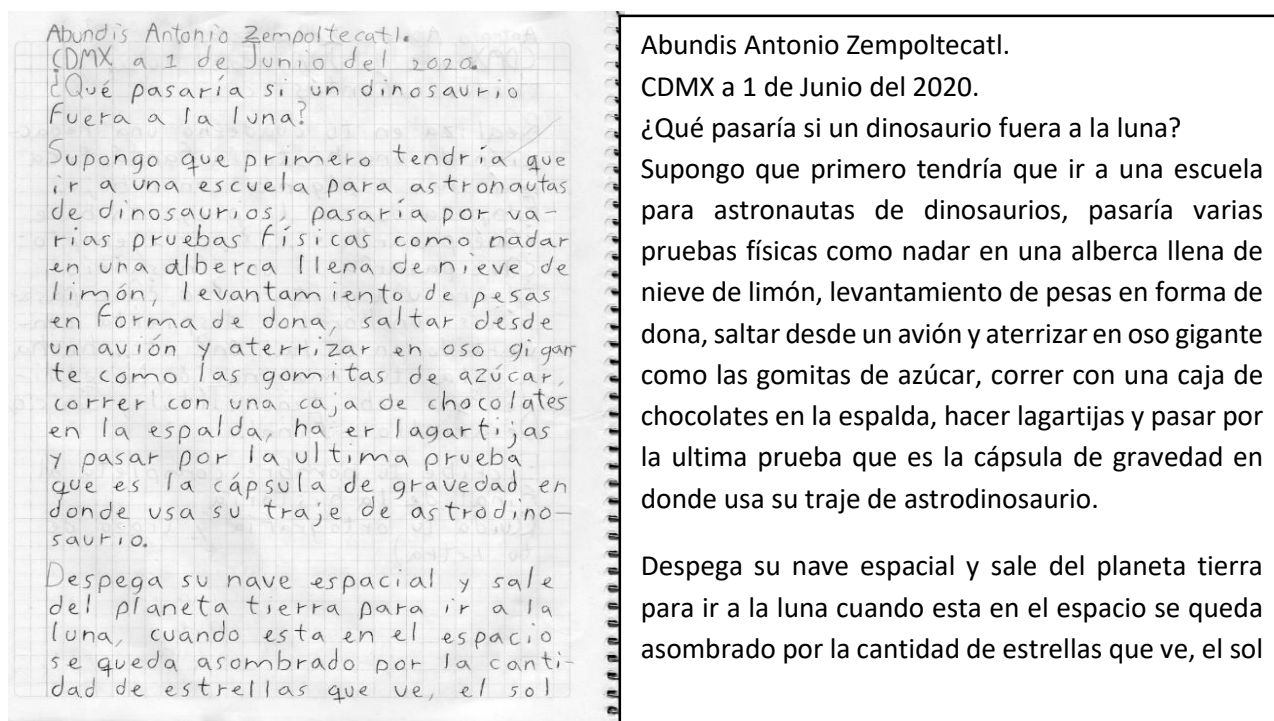 Abundis Antonio Zempoltecatl.
CDMX a 1 de Junio del 2020.
¿Qué pasaría si un dinosaurio
fuera a la luna?
Supongo que primero tendría que
ir a una escuela para astronautas
de dinosaurios, pasaría por va-
rias pruebas físicas como nadar
en una alberca llena de nieve de
limón, levantamiento de pesas
en forma de dona, saltar desde
un avión y aterrizar en oso gigan
te como las gomitas de azúcar,
correr con una caja de chocolates
en la espalda, ha er lagartijas
y pasar por la ultima prueba
que es la cápsula de gravedad en
donde usa su traje de astrodino-
saurio.
Despega su nave espacial y sale
del planeta tierra para ir a la
luna, cuándo esta en el espacio
se queda asombrado por la canti-
dad de estrellas que ve, el sol
Abundis Antonio Zempoltecatl.
CDMX a 1 de Junio del 2020.
¿Qué pasaría si un dinosaurio fuera a la luna?
Supongo que primero tendría que ir a una escuela
para astronautas de dinosaurios, pasaría varias
pruebas físicas como nadar en una alberca llena de
nieve de limón, levantamiento de pesas en forma de
dona, saltar desde un avión y aterrizar en oso gigante
como las gomitas de azúcar, correr con una caja de
chocolates en la espalda, hacer lagartijas y pasar por
la ultima prueba que es la cápsula de gravedad en
donde usa su traje de astrodinosaurio.
Despega su nave espacial y sale del planeta tierra
para ir a la luna cuando esta en el espacio se queda
asombrado por la cantidad de estrellas que ve, el sol